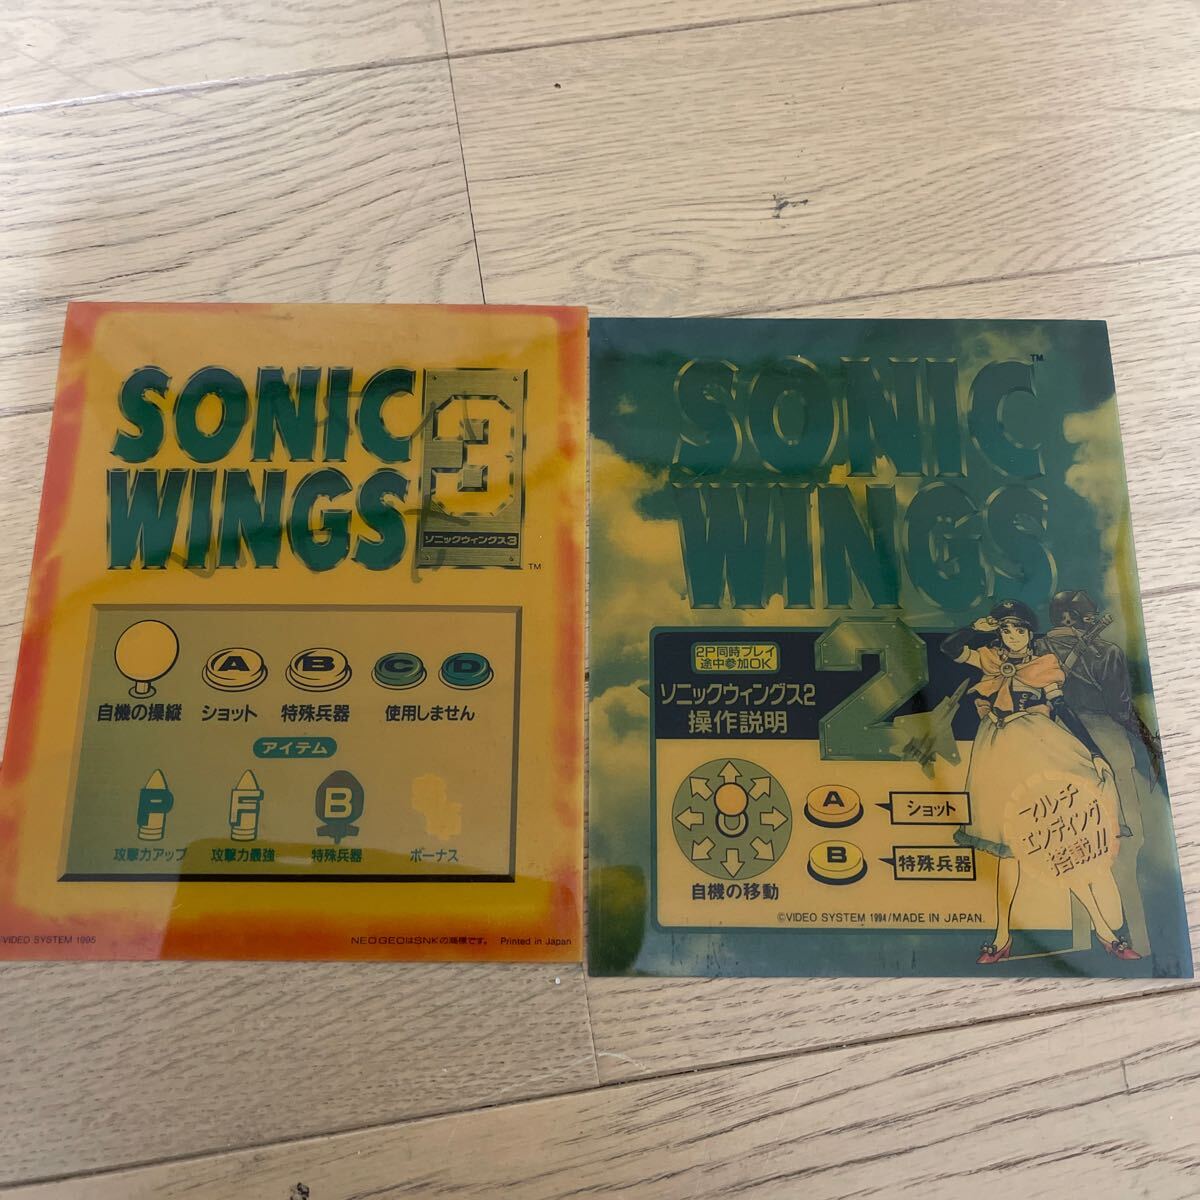 SONIC
WINGS
3
ソニックウィングス3
TM
A
B
C
D
自機の操縦
ショット
特殊兵器
使用しません
アイテム
P
F
B
攻撃力アップ
攻撃力最強
特殊兵器
ボーナス
VIDEO SYSTEM 1995
NEO GEOはSNKの商標です。 Printed in Japan
SONIC
TM
WINGS
2
2P同時プレイ
途中参加OK
ソニックウィングス2
操作説明
A
ショット
B
特殊兵器
自機の移動
マルチ
エンディング
搭載!!
©VIDEO SYSTEM 1994/MADE IN JAPAN.